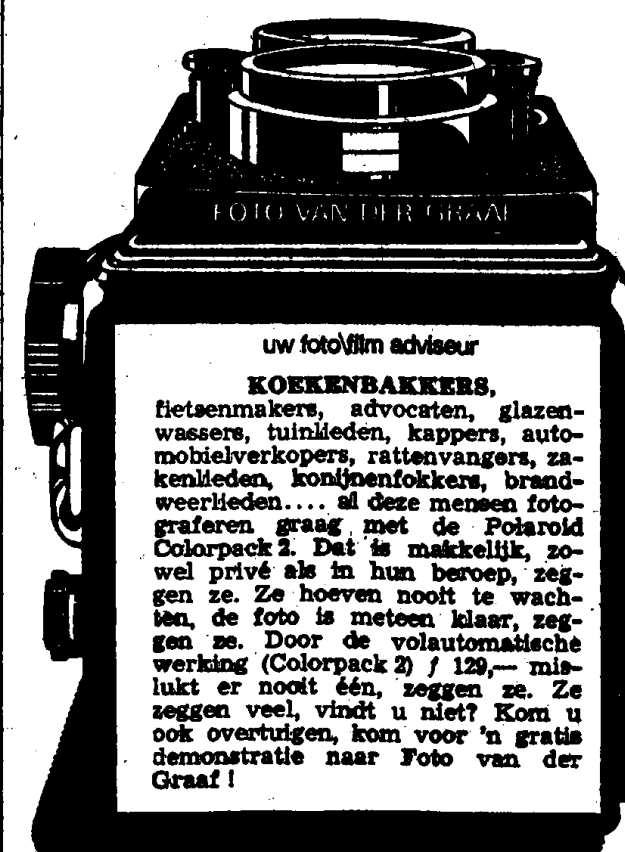 FOTO VAN DER GRAAF
uw foto\film adviseur
KOEKENBAKKERS,
fietsenmakers, advocaten, glazen-
wassers, tuinlieden, kappers, auto-
mobielverkopers, rattenvangers, za-
kenlieden, konijnenfokkers, brand-
weerlieden.... al deze mensen foto-
graferen graag met de Polaroid
Colorpack 2. Dat is makkelijk, zo-
wel privé als in hun beroep, zeg-
gen ze. Ze hoeven nooit te wach-
ten, de foto is meteen klaar, zeg-
gen ze. Door de volautomatische
werking (Colorpack 2) ƒ 129,— mis-
lukt er nooit één, zeggen ze. Ze
zeggen veel, vindt u niet? Kom u
ook overtuigen, kom voor 'n gratis
demonstratie naar Foto van der
Graaf !